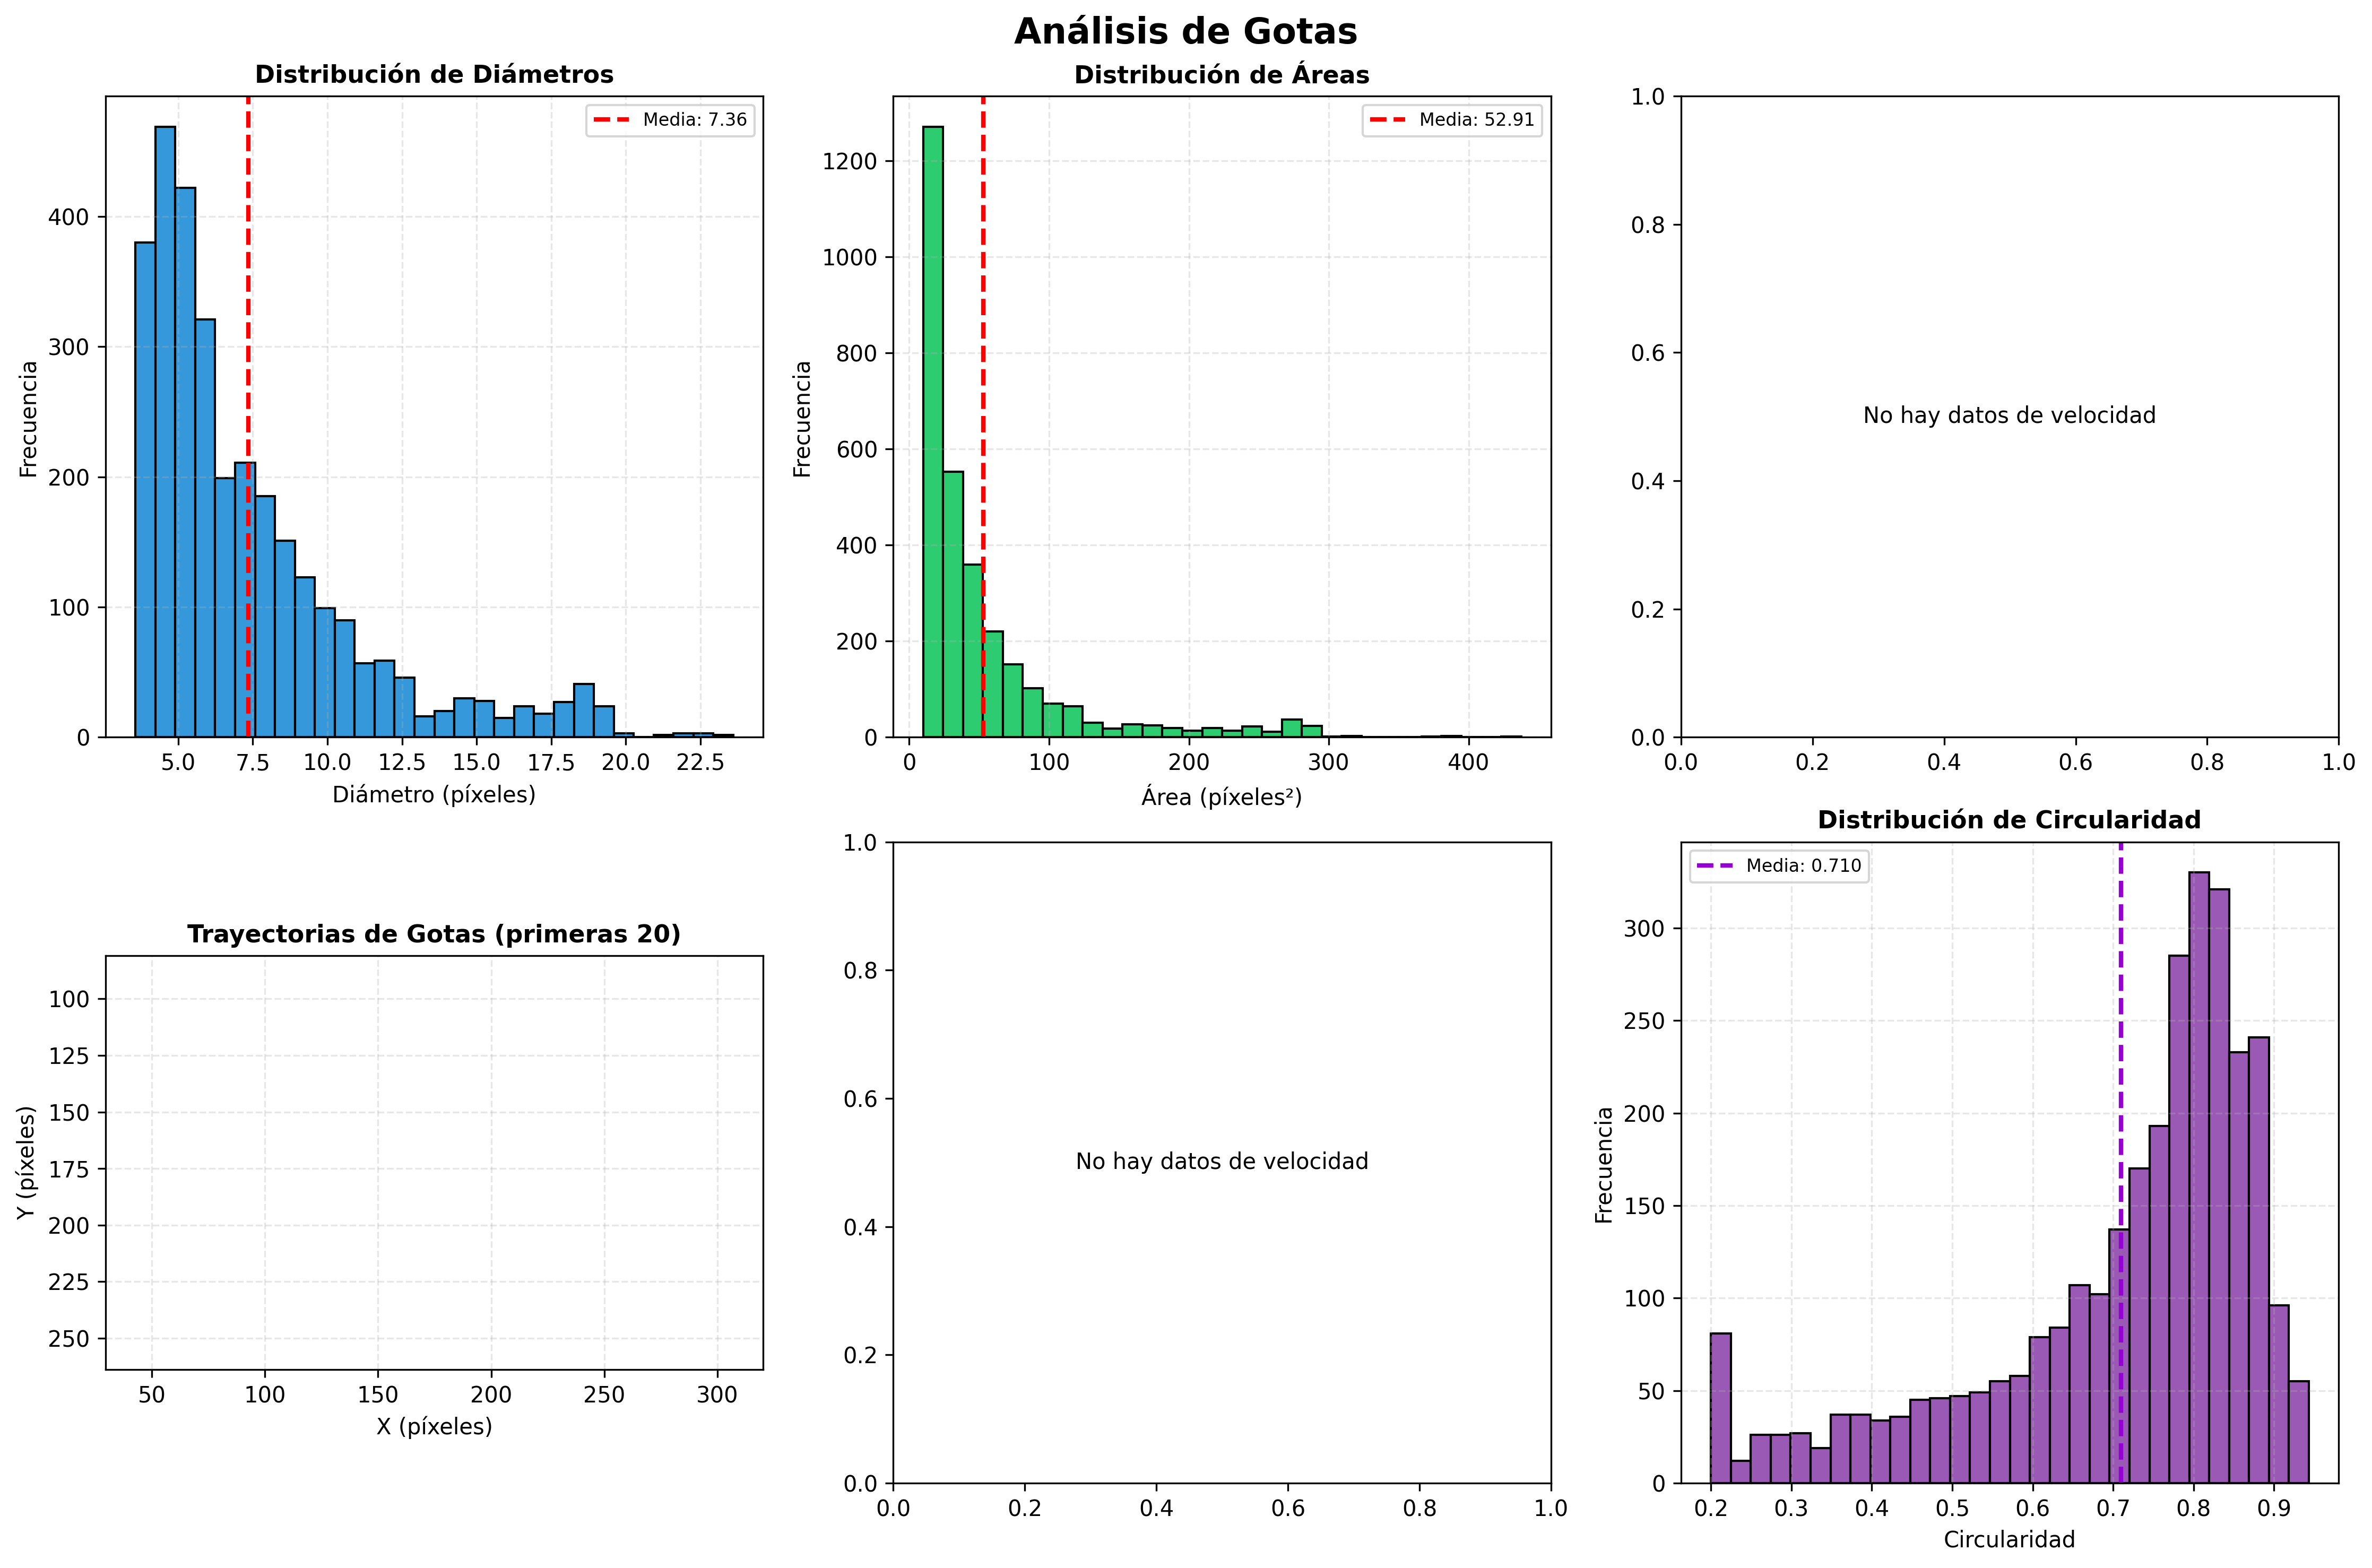 Análisis de Gotas
Distribución de Diámetros
Media: 7.36
Frecuencia
400
300
200
100
0
5.0 7.5 10.0 12.5 15.0 17.5 20.0 22.5
Diámetro (píxeles)
Distribución de Áreas
Media: 52.91
Frecuencia
1200
1000
800
600
400
200
0
0 100 200 300 400
Área (píxeles²)
1.0
0.8
0.6
No hay datos de velocidad
0.4
0.2
0.0
0.0 0.2 0.4 0.6 0.8 1.0
Trayectorias de Gotas (primeras 20)
Y (píxeles)
100
125
150
175
200
225
250
50 100 150 200 250 300
X (píxeles)
1.0
0.8
0.6
No hay datos de velocidad
0.4
0.2
0.0
0.0 0.2 0.4 0.6 0.8 1.0
Distribución de Circularidad
Media: 0.710
Frecuencia
300
250
200
150
100
50
0
0.2 0.3 0.4 0.5 0.6 0.7 0.8 0.9
Circularidad